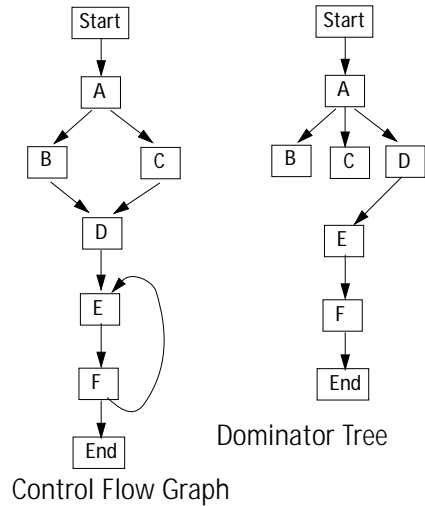 Start
A
B
C
D
E
F
End
Control Flow Graph
Start
A
B
C
D
E
F
End
Dominator Tree